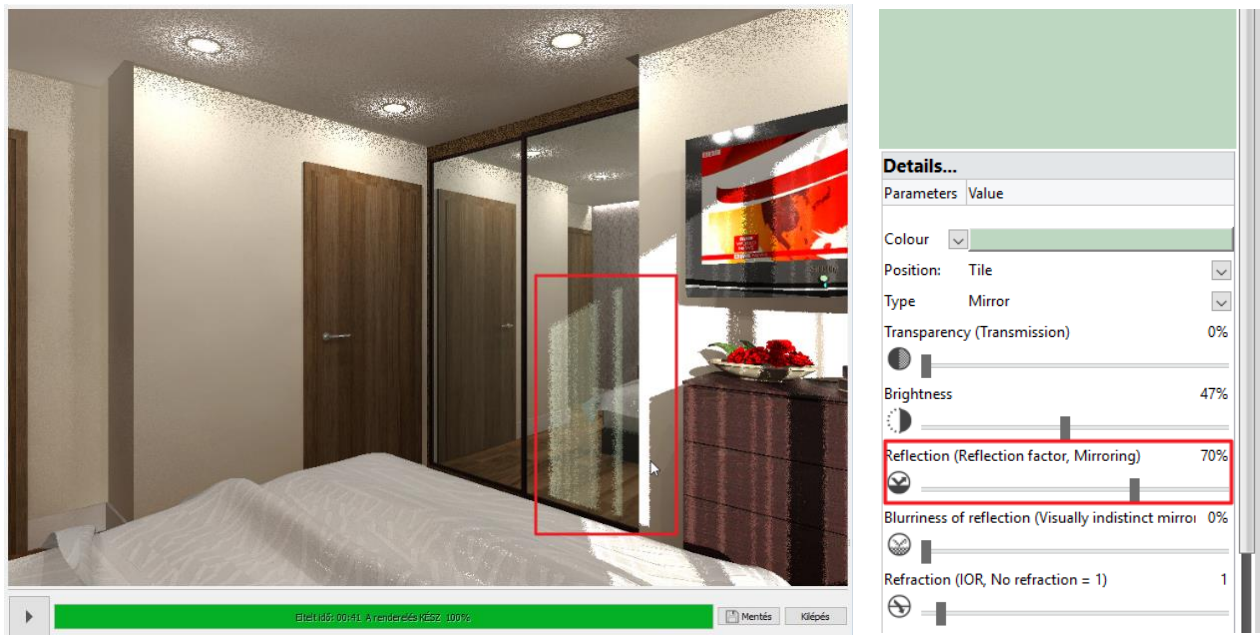 Details...
Parameters Value
Colour
Position: Tile
Type Mirror
Transparency (Transmission) 0%
Brightness 47%
Reflection (Reflection factor, Mirroring) 70%
Blurriness of reflection (Visually indistinct mirror 0%
Refraction (IOR, No refraction = 1) 1
Eltelt idő: 00:41 A renderelés KÉSZ 100%
Mentés Kilépés